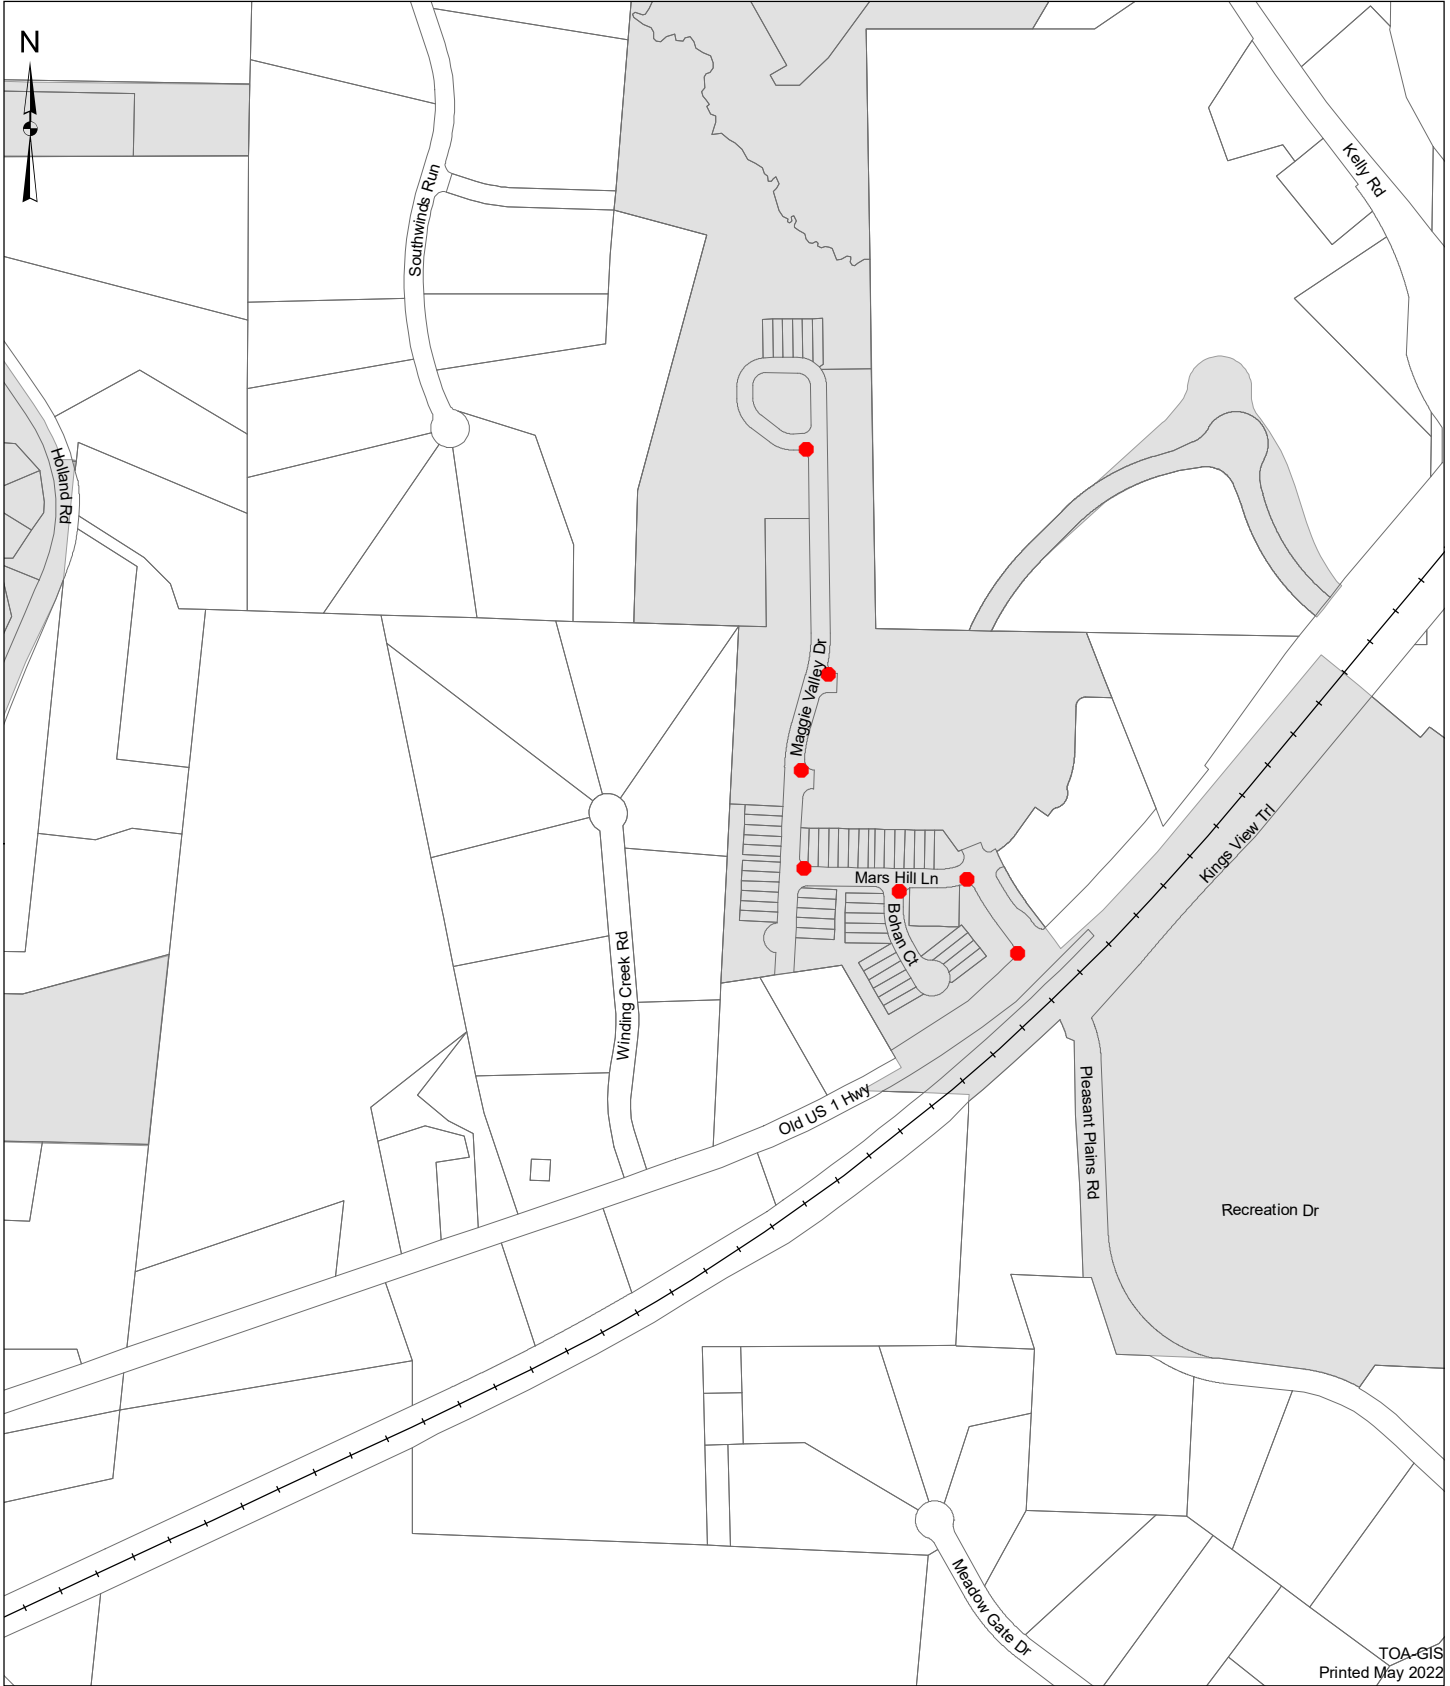 N
Kelly Rd
Southwinds Run
Holland Rd
Maggie Valley Dr
Kings View Trl
Mars Hill Ln
Bohan Ct
Winding Creek Rd
Old US 1 Hwy
Pleasant Plains Rd
Recreation Dr
Meadow Gate Dr
TOA-GIS
Printed May 2022